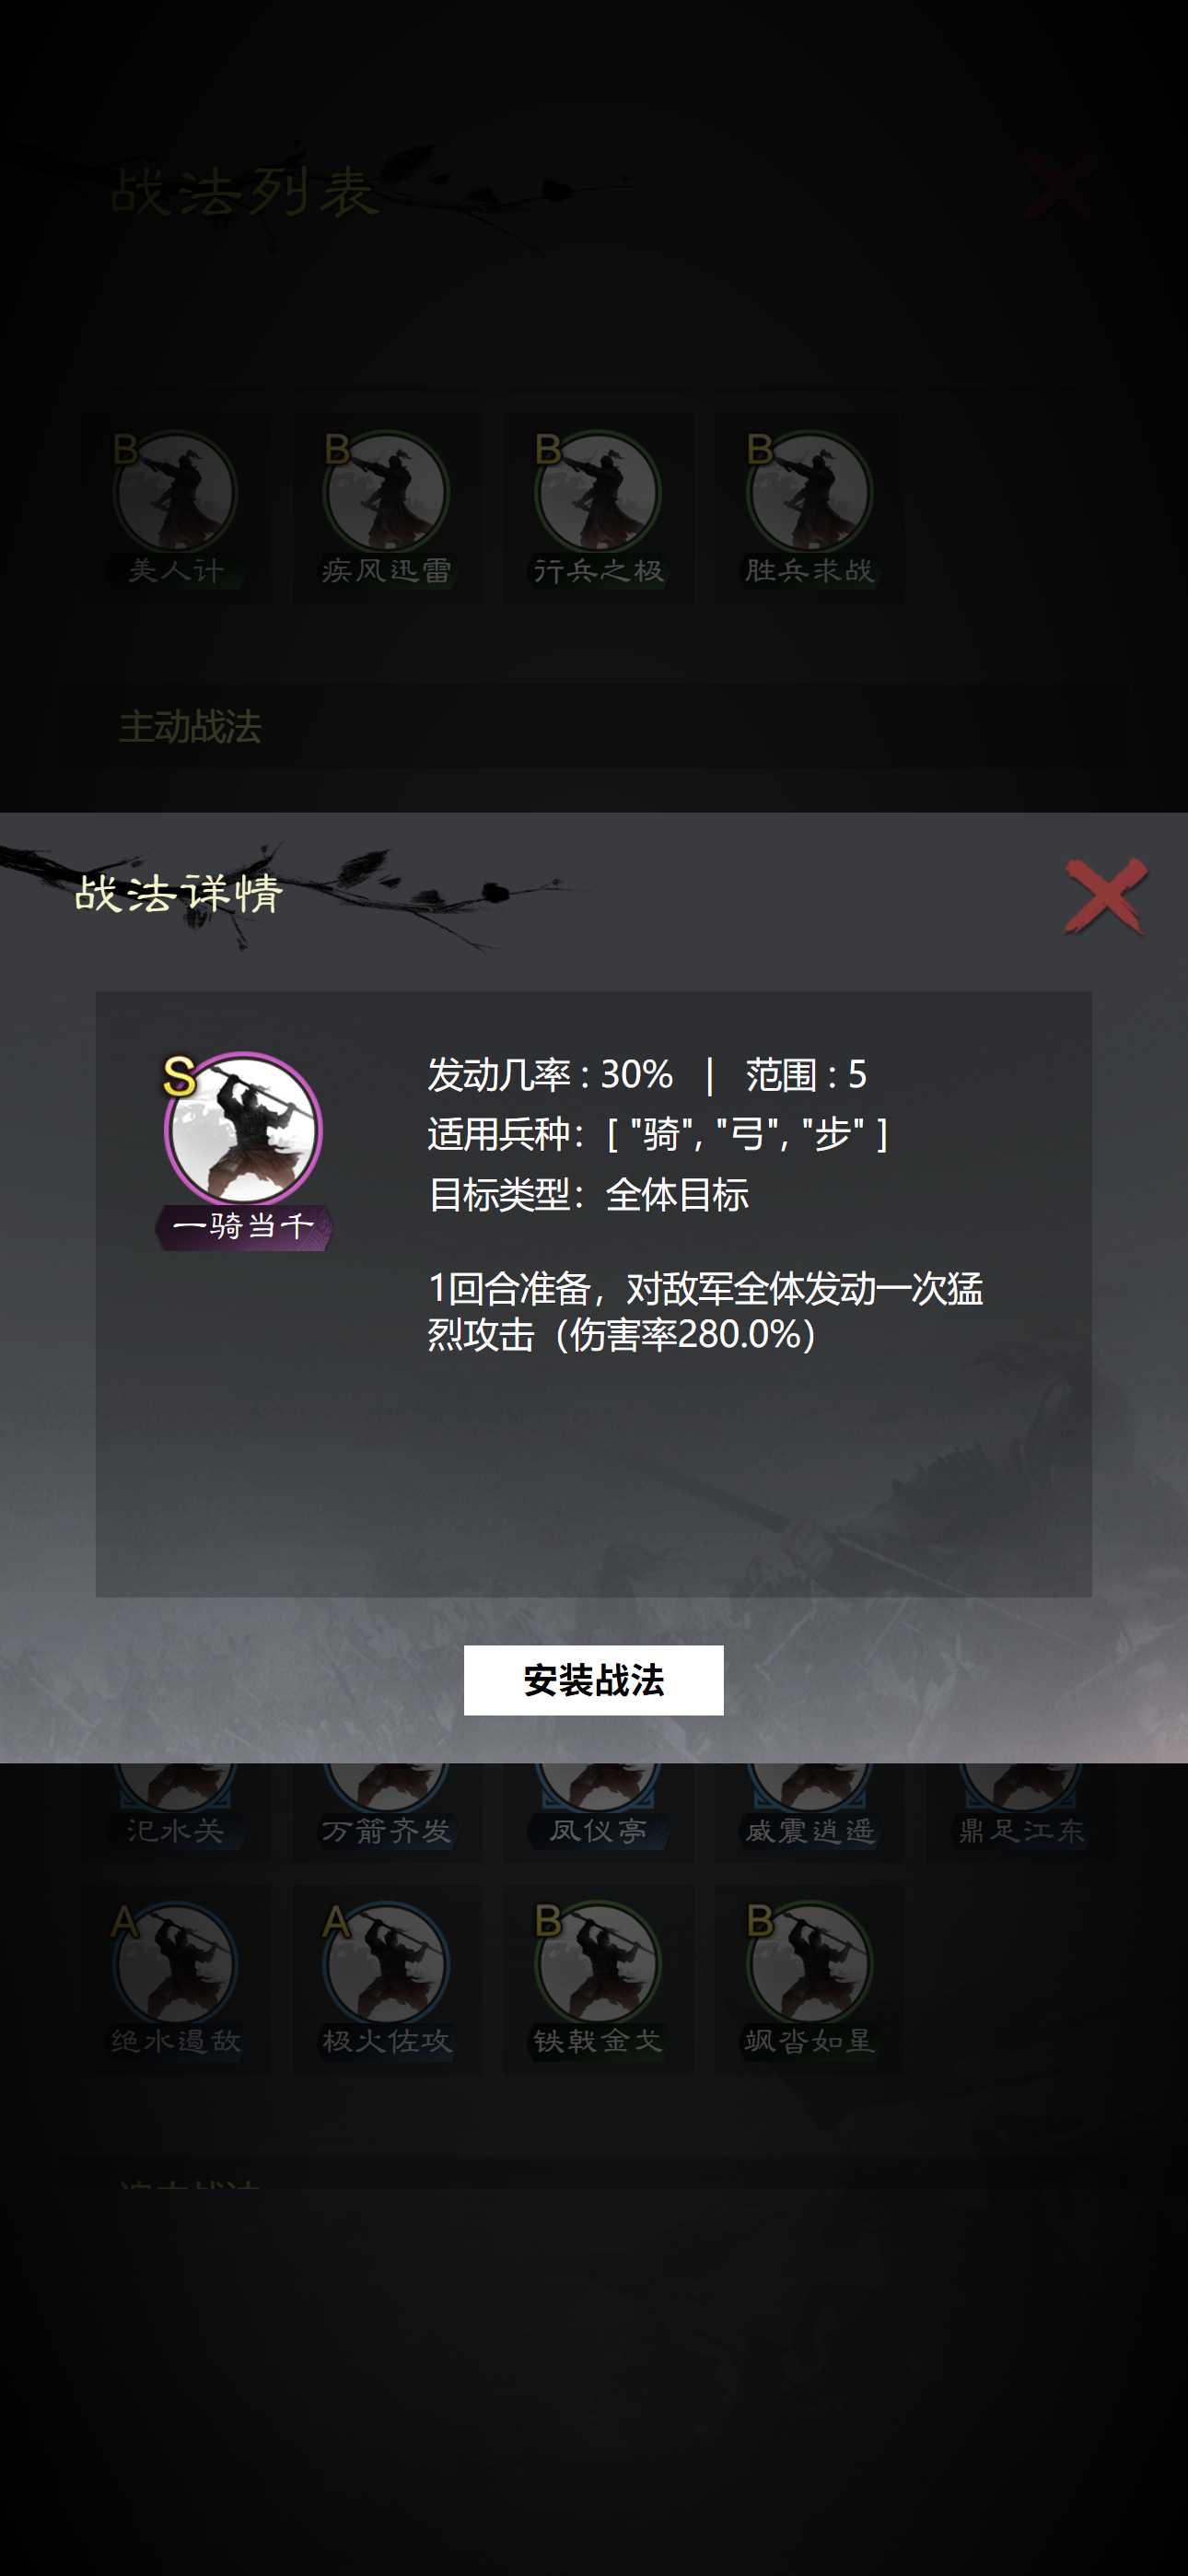 战法列表
B B B B
美人计 疾风迅雷 行兵之极 胜兵求战
主动战法
战法详情
S
一骑当千
发动几率 : 30% | 范围 : 5
适用兵种：[ "骑", "弓", "步" ]
目标类型：全体目标
1回合准备，对敌军全体发动一次猛
烈攻击（伤害率280.0%）
安装战法
汜水关 万箭齐发 凤仪亭 威震逍遥 鼎足江东
A A B B
绝水遏敌 极火佐攻 铁戟金戈 飒沓如星